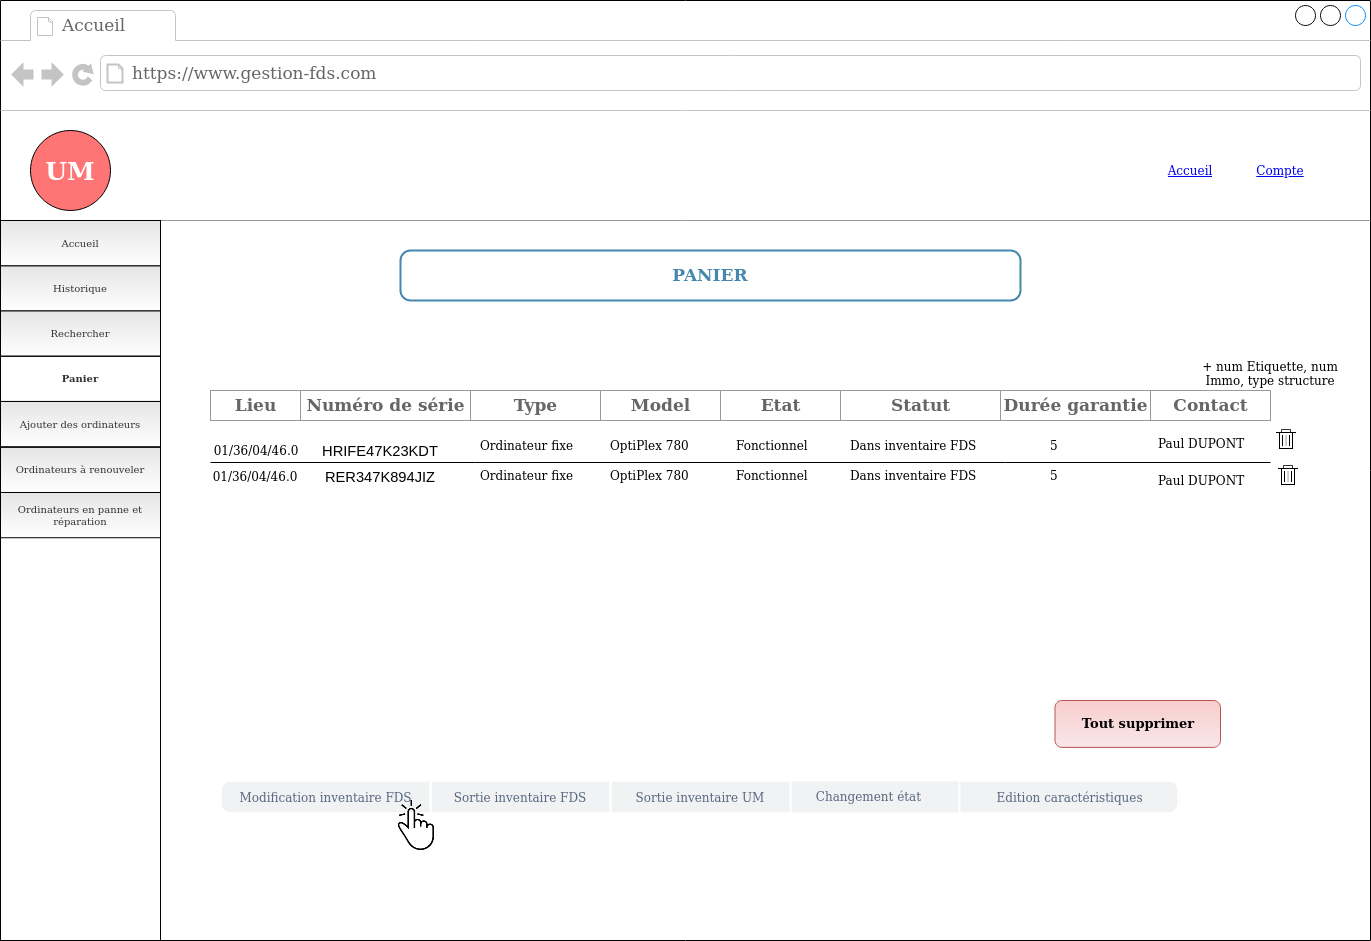 Accueil
https://www.gestion-fds.com
UM
Accueil Compte
Accueil
Historique
Rechercher
Panier
Ajouter des ordinateurs
Ordinateurs à renouveler
Ordinateurs en panne et
réparation
PANIER
+ num Etiquette, num
Immo, type structure
Lieu Numéro de série Type Model Etat Statut Durée garantie Contact
01/36/04/46.0 HRIFE47K23KDT Ordinateur fixe OptiPlex 780 Fonctionnel Dans inventaire FDS 5 Paul DUPONT
01/36/04/46.0 RER347K894JIZ Ordinateur fixe OptiPlex 780 Fonctionnel Dans inventaire FDS 5 Paul DUPONT
Tout supprimer
Modification inventaire FDS Sortie inventaire FDS Sortie inventaire UM Changement état Edition caractéristiques